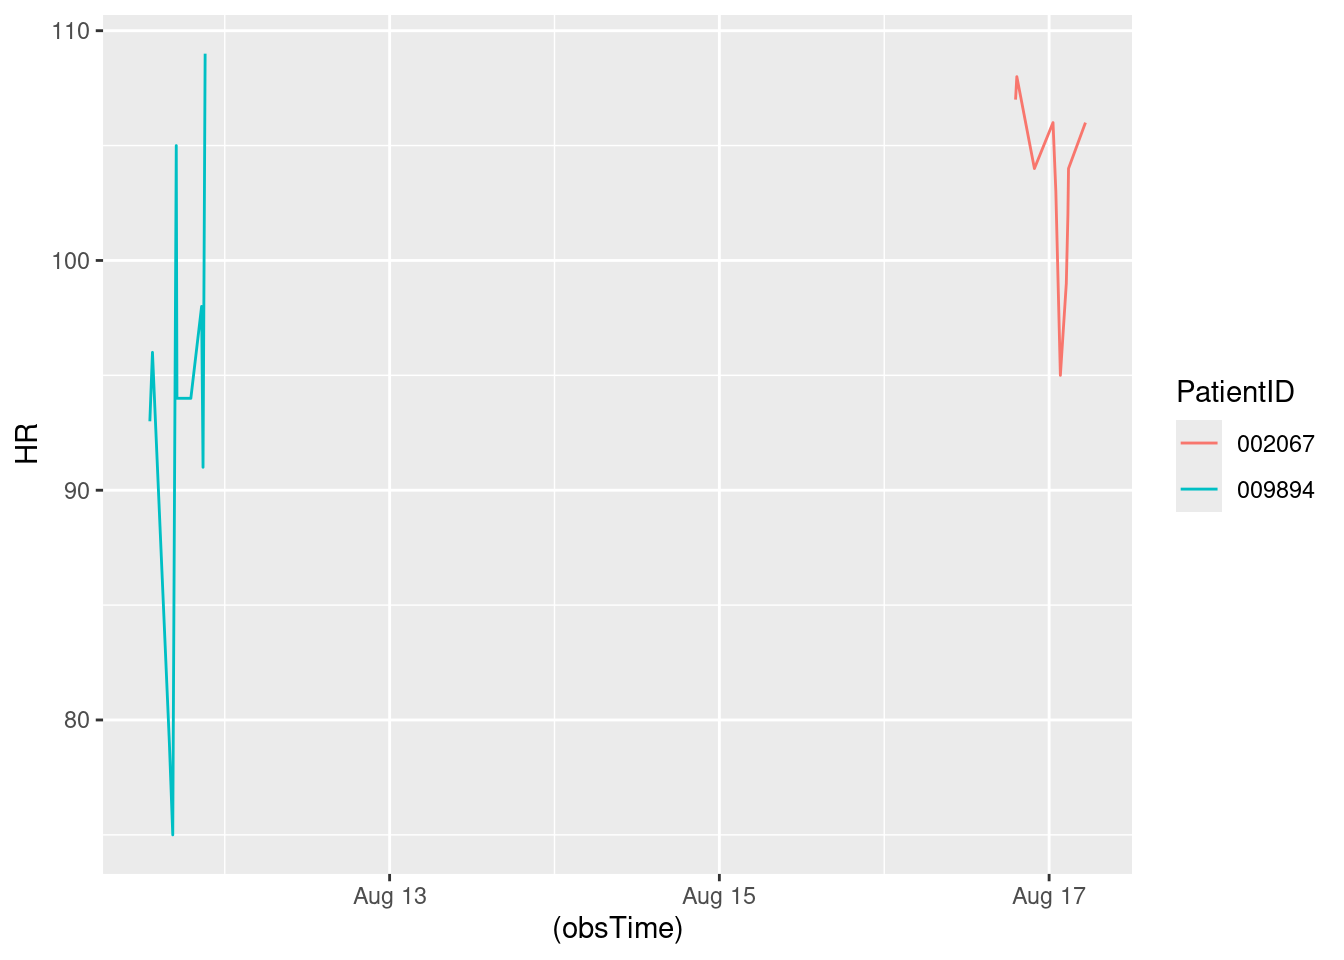 110
100
90
80
HR
Aug 13
Aug 15
Aug 17
(obsTime)
PatientID
002067
009894